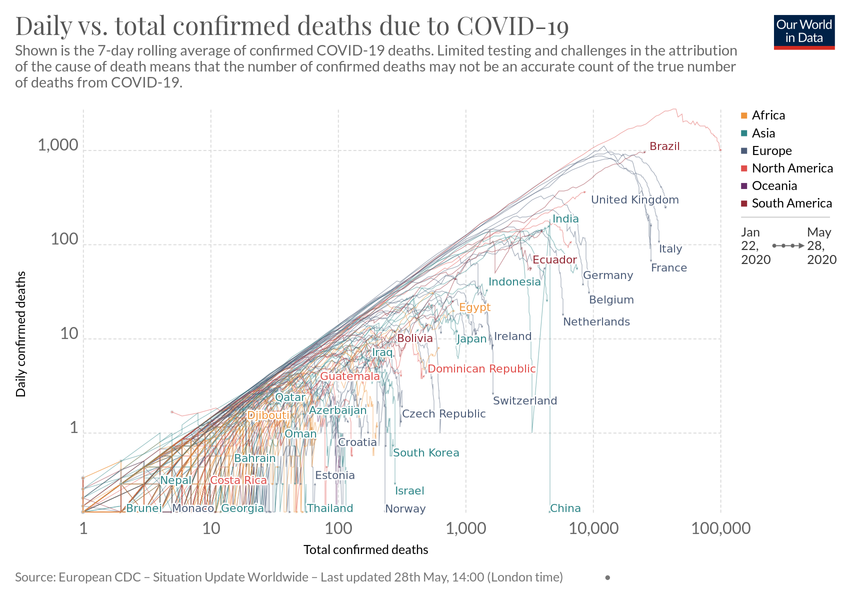 Daily vs. total confirmed deaths due to COVID-19
Our World
in Data
Shown is the 7-day rolling average of confirmed COVID-19 deaths. Limited testing and challenges in the attribution
of the cause of death means that the number of confirmed deaths may not be an accurate count of the true number
of deaths from COVID-19.
Africa
Asia
Europe
North America
Oceania
South America
Jan
22,
2020
May
28,
2020
Daily confirmed deaths
1,000
100
10
1
Brazil
United Kingdom
India
Italy
Ecuador
France
Germany
Indonesia
Belgium
Egypt
Netherlands
Bolivia
Japan
Ireland
Iraq
Dominican Republic
Guatemala
Qatar
Switzerland
Azerbaijan
Djibouti
Czech Republic
Oman
Croatia
South Korea
Bahrain
Estonia
Nepal
Costa Rica
Israel
Brunei
Monaco
Georgia
Thailand
Norway
China
1
10
100
1,000
10,000
100,000
Total confirmed deaths
Source: European CDC – Situation Update Worldwide – Last updated 28th May, 14:00 (London time)